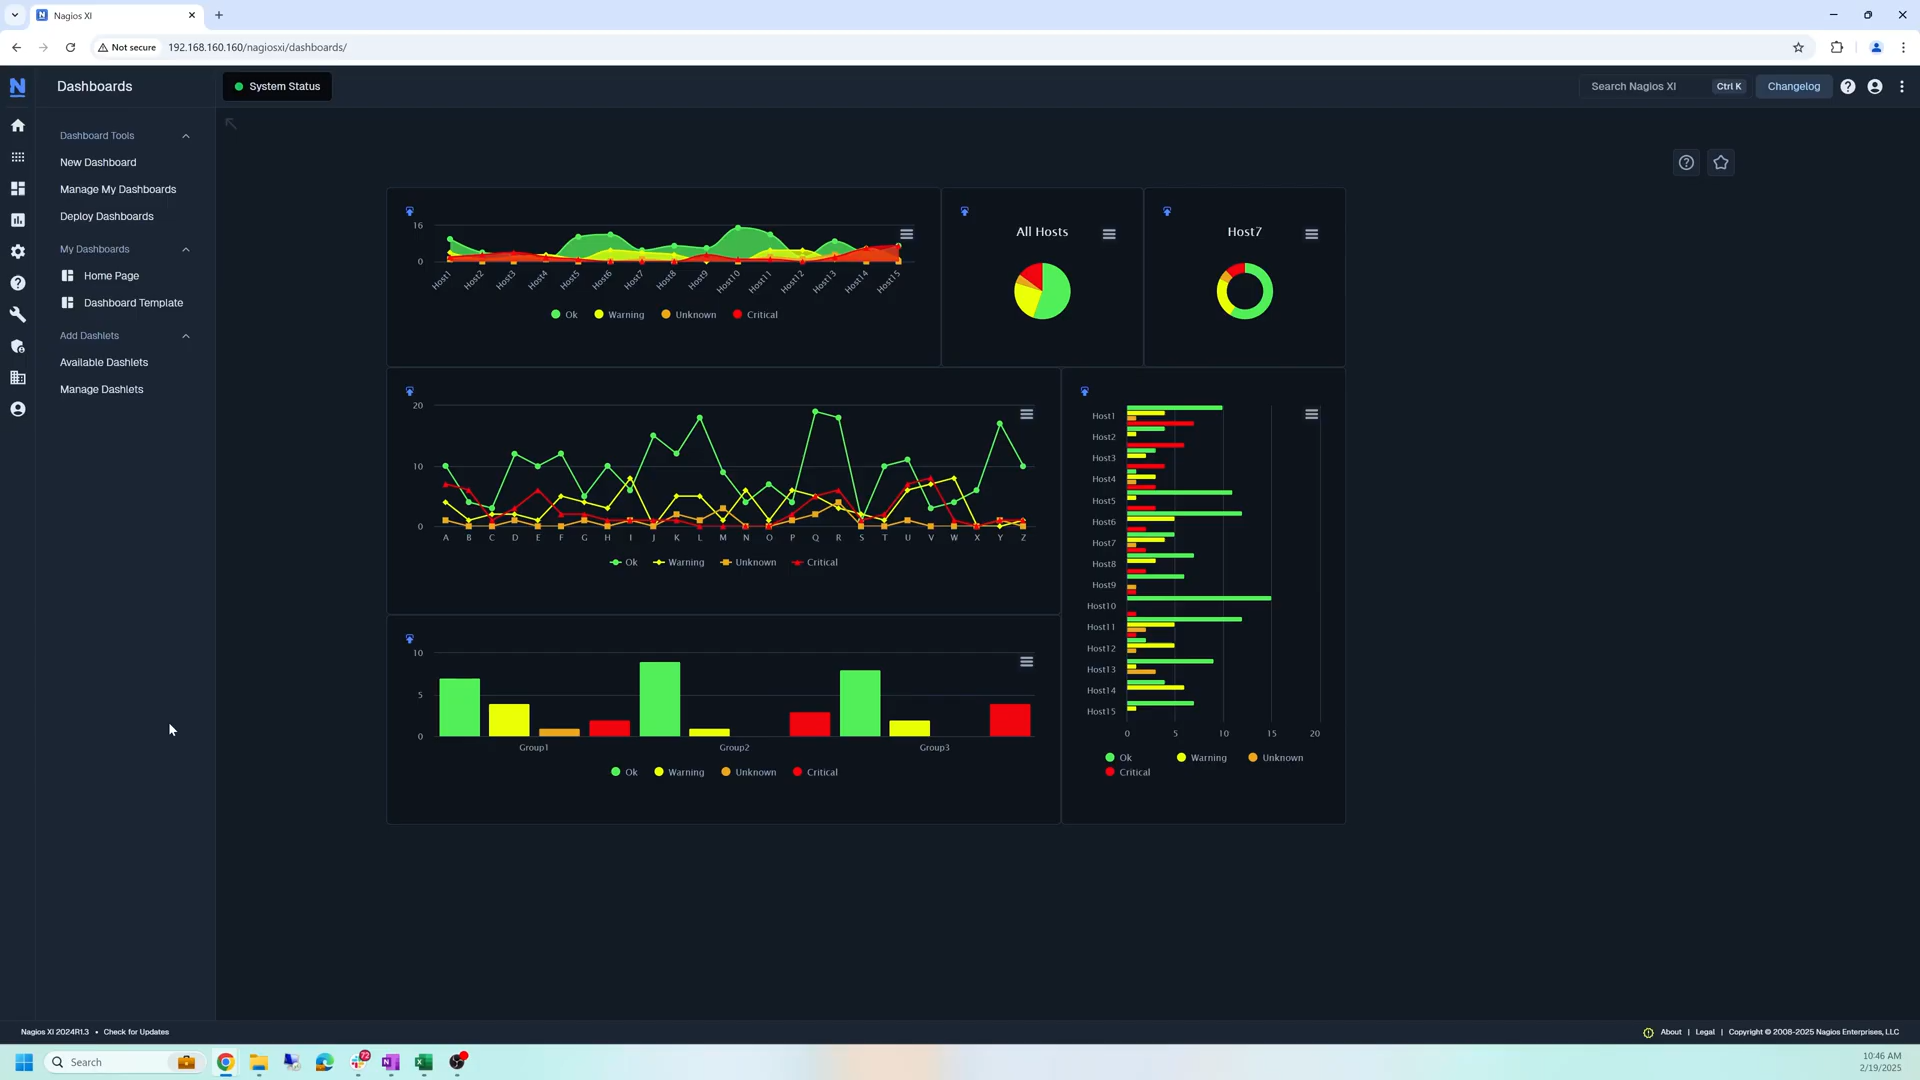 Nagios XI
Not secure
192.168.160.160/nagiosxi/dashboards/
Dashboards
System Status
Search Nagios XI
Ctrl K
Changelog
Dashboard Tools
New Dashboard
Manage My Dashboards
Deploy Dashboards
My Dashboards
Home Page
Dashboard Template
Add Dashlets
Available Dashlets
Manage Dashlets
16
0
Host1 Host2 Host3 Host4 Host5 Host6 Host7 Host8 Host9 Host10 Host11 Host12 Host13 Host14 Host15
Ok Warning Unknown Critical
All Hosts
Host7
20
10
0
A B C D E F G H I J K L M N O P Q R S T U V W X Y Z
Ok Warning Unknown Critical
Host1
Host2
Host3
Host4
Host5
Host6
Host7
Host8
Host9
Host10
Host11
Host12
Host13
Host14
Host15
0 5 10 15 20
Ok Warning Unknown
Critical
10
5
0
Group1 Group2 Group3
Ok Warning Unknown Critical
Nagios XI 2024R1.3 • Check for Updates
About | Legal | Copyright © 2008-2025 Nagios Enterprises, LLC
Search
72
10:46 AM
2/19/2025